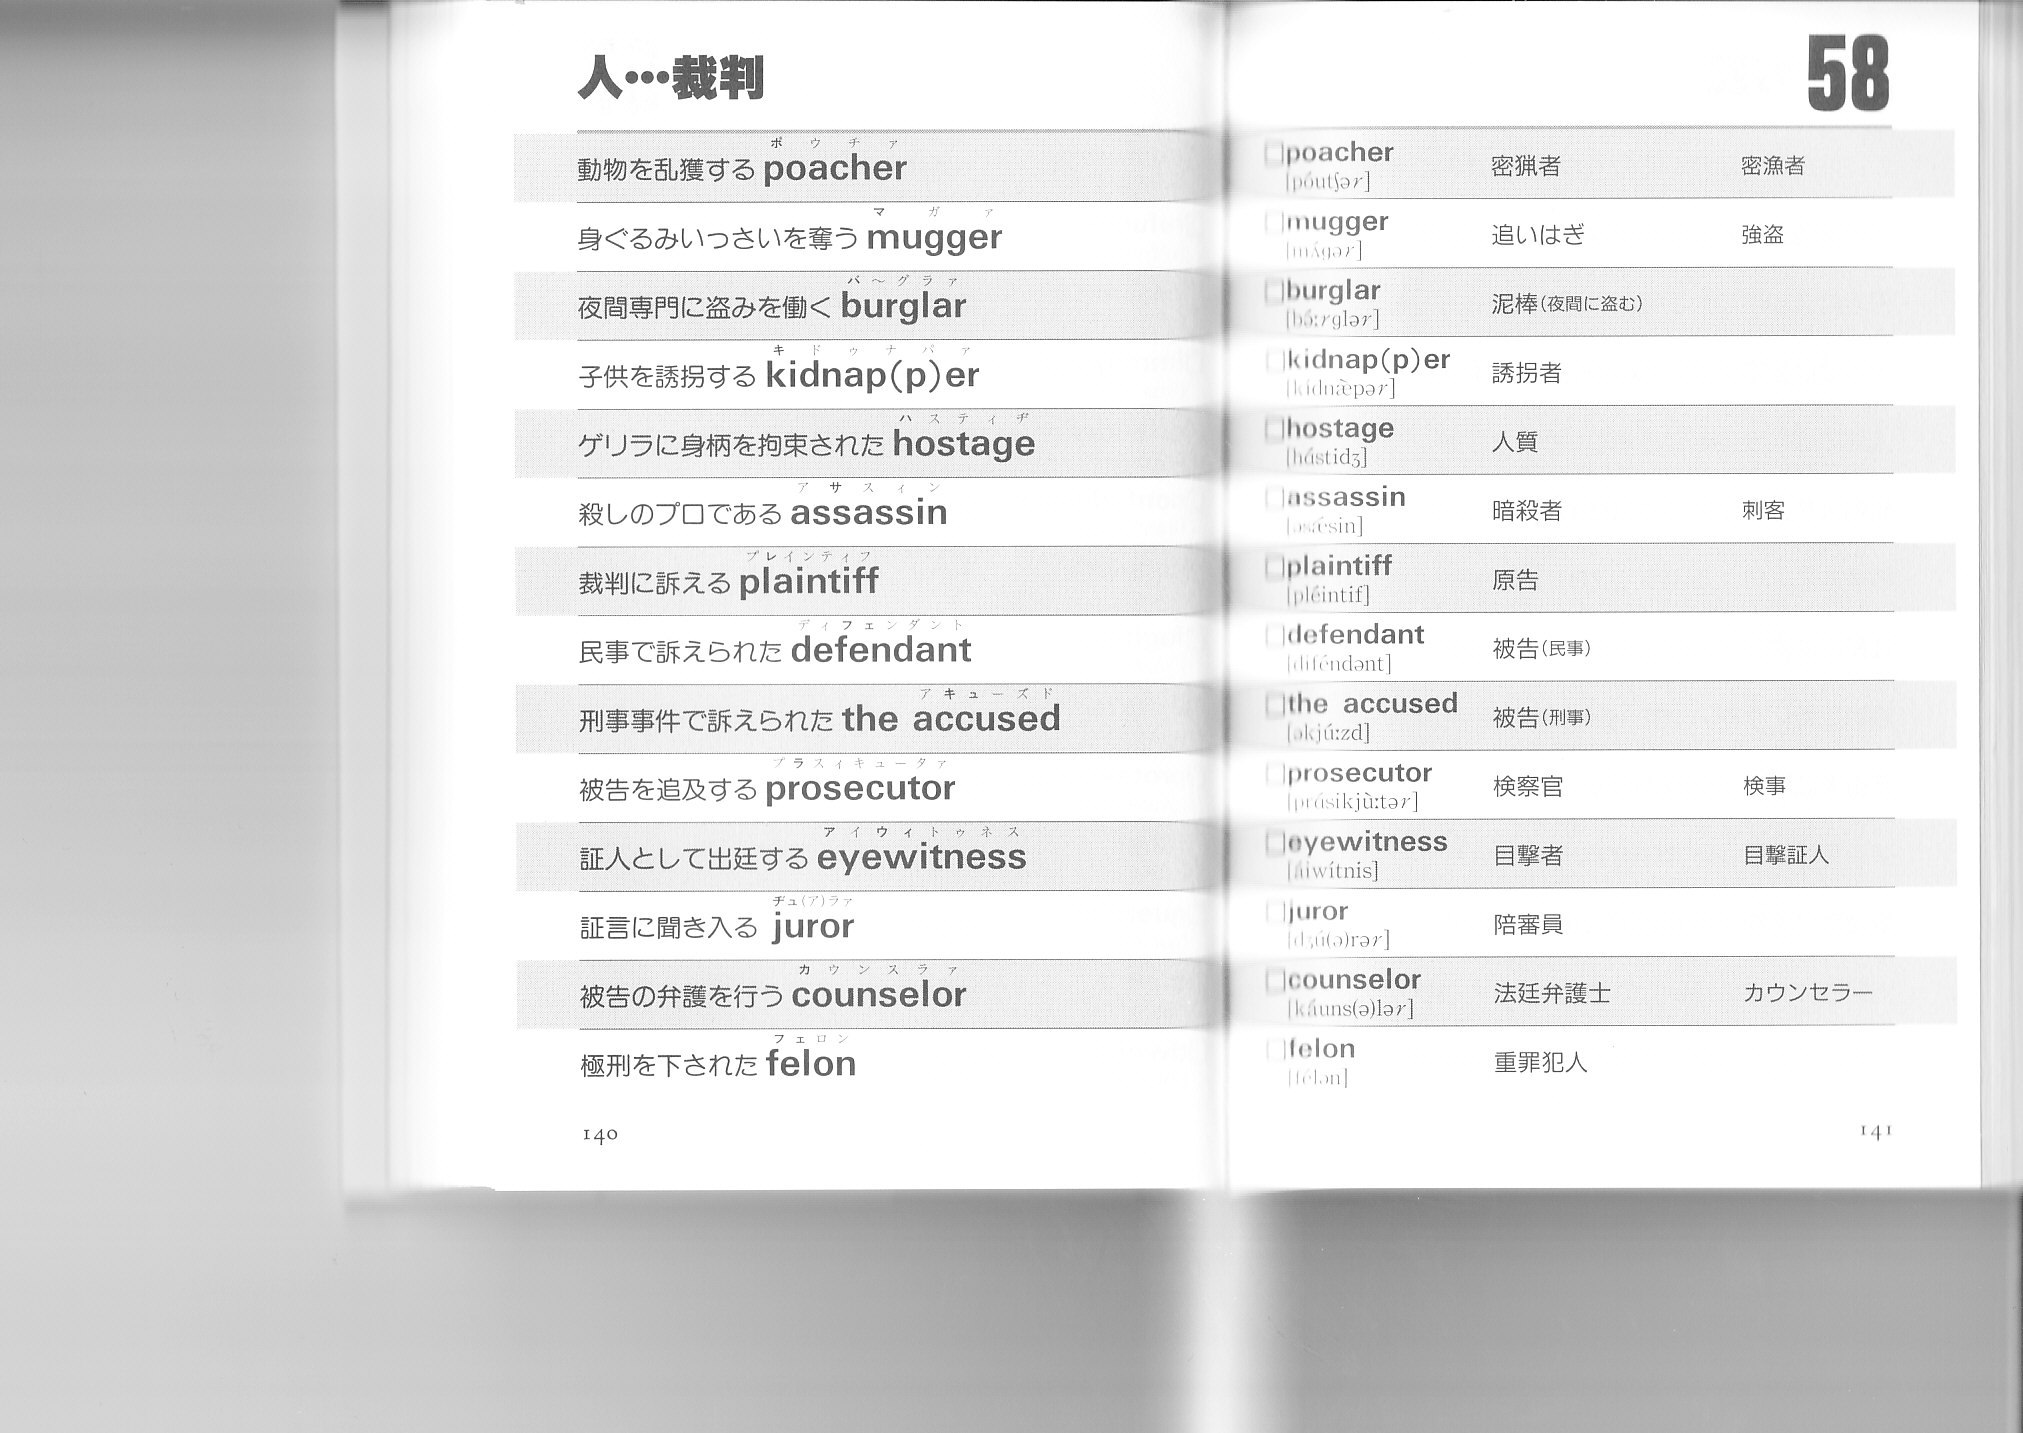 人…裁判
ポウチァ
動物を乱獲する poacher
マガァ
身ぐるみいっさいを奪う mugger
バ～グラァ
夜間専門に盗みを働く burglar
キドゥナパァ
子供を誘拐する kidnap(p)er
ハスティヂ
ゲリラに身柄を拘束された hostage
アサスィン
殺しのプロである assassin
プレインティフ
裁判に訴える plaintiff
ディフェンダント
民事で訴えられた defendant
アキューズド
刑事事件で訴えられた the accused
プラスィキュータァ
被告を追及する prosecutor
アイウィトゥネス
証人として出廷する eyewitness
ヂュ(ア)ラァ
証言に聞き入る juror
カウンスラァ
被告の弁護を行う counselor
フェロン
極刑を下された felon
140
58
poacher 密猟者 密漁者
[póutʃər]
mugger 追いはぎ 強盗
[mʌ́gər]
burglar 泥棒(夜間に盗む)
[bə́ːrglər]
kidnap(p)er 誘拐者
[kídnæ̀pər]
hostage 人質
[hɑ́stidʒ]
assassin 暗殺者 刺客
[əsǽsin]
plaintiff 原告
[pléintif]
defendant 被告(民事)
[diféndənt]
the accused 被告(刑事)
[əkjúːzd]
prosecutor 検察官 検事
[prɑ́sikjùːtər]
eyewitness 目撃者 目撃証人
[áiwítnis]
juror 陪審員
[dʒú(ə)rər]
counselor 法廷弁護士 カウンセラー
[káuns(ə)lər]
felon 重罪犯人
[félən]
141